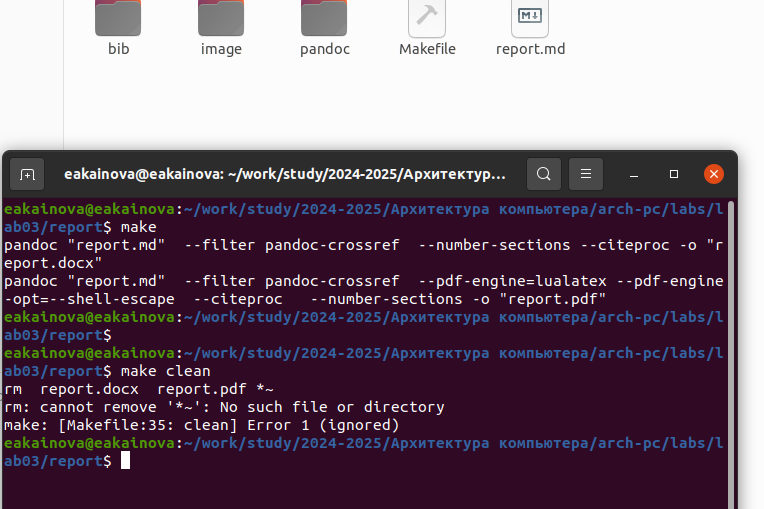 bib image pandoc Makefile report.md
eakainova@eakainova: ~/work/study/2024-2025/Архитектур...
eakainova@eakainova:~/work/study/2024-2025/Архитектура компьютера/arch-pc/labs/l
ab03/report$ make
pandoc "report.md"  --filter pandoc-crossref  --number-sections --citeproc -o "r
eport.docx"
pandoc "report.md"  --filter pandoc-crossref  --pdf-engine=lualatex --pdf-engine
-opt=--shell-escape  --citeproc   --number-sections -o "report.pdf"
eakainova@eakainova:~/work/study/2024-2025/Архитектура компьютера/arch-pc/labs/l
ab03/report$
eakainova@eakainova:~/work/study/2024-2025/Архитектура компьютера/arch-pc/labs/l
ab03/report$ make clean
rm  report.docx  report.pdf *~
rm: cannot remove '*~': No such file or directory
make: [Makefile:35: clean] Error 1 (ignored)
eakainova@eakainova:~/work/study/2024-2025/Архитектура компьютера/arch-pc/labs/l
ab03/report$